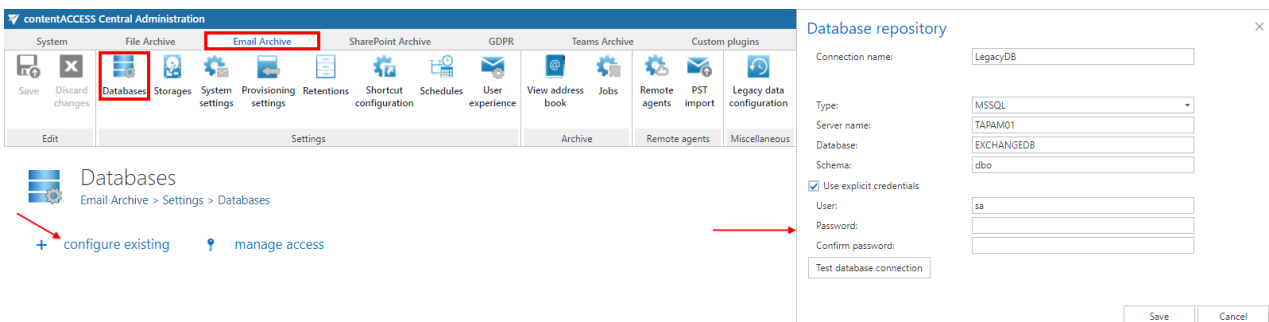 contentACCESS Central Administration
System File Archive Email Archive SharePoint Archive GDPR Teams Archive Custom plugins
Save Discard changes Databases Storages System settings Provisioning settings Retentions Shortcut configuration Schedules User experience View address book Jobs Remote agents PST import Legacy data configuration
Edit Settings Archive Remote agents Miscellaneous
Databases
Email Archive > Settings > Databases
+ configure existing manage access
Database repository
Connection name: LegacyDB
Type: MSSQL
Server name: TAPAM01
Database: EXCHANGEDB
Schema: dbo
Use explicit credentials
User: sa
Password:
Confirm password:
Test database connection
Save Cancel